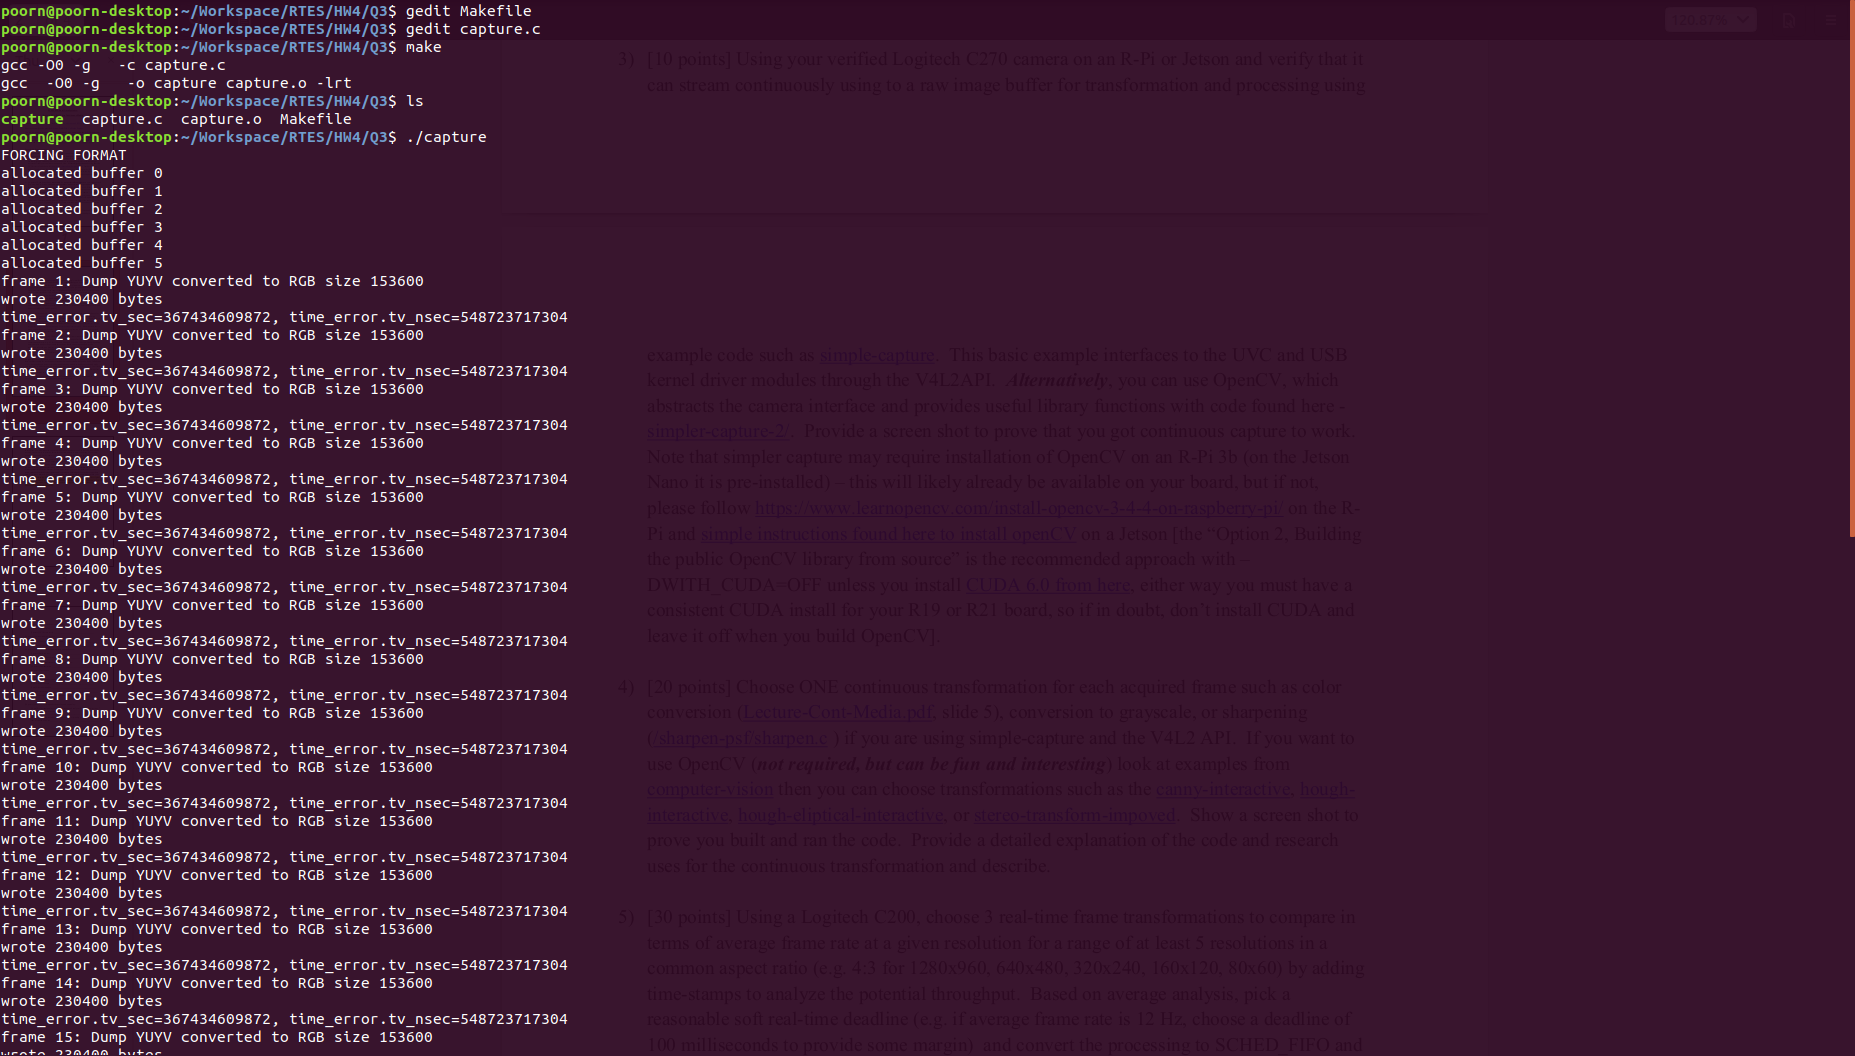 poorn@poorn-desktop:~/Workspace/RTES/HW4/Q3$ gedit Makefile
poorn@poorn-desktop:~/Workspace/RTES/HW4/Q3$ gedit capture.c
poorn@poorn-desktop:~/Workspace/RTES/HW4/Q3$ make
gcc -O0 -g   -c capture.c
gcc  -O0 -g   -o capture capture.o -lrt
poorn@poorn-desktop:~/Workspace/RTES/HW4/Q3$ ls
capture  capture.c  capture.o  Makefile
poorn@poorn-desktop:~/Workspace/RTES/HW4/Q3$ ./capture
FORCING FORMAT
allocated buffer 0
allocated buffer 1
allocated buffer 2
allocated buffer 3
allocated buffer 4
allocated buffer 5
frame 1: Dump YUYV converted to RGB size 153600
wrote 230400 bytes
time_error.tv_sec=367434609872, time_error.tv_nsec=548723717304
frame 2: Dump YUYV converted to RGB size 153600
wrote 230400 bytes
time_error.tv_sec=367434609872, time_error.tv_nsec=548723717304
frame 3: Dump YUYV converted to RGB size 153600
wrote 230400 bytes
time_error.tv_sec=367434609872, time_error.tv_nsec=548723717304
frame 4: Dump YUYV converted to RGB size 153600
wrote 230400 bytes
time_error.tv_sec=367434609872, time_error.tv_nsec=548723717304
frame 5: Dump YUYV converted to RGB size 153600
wrote 230400 bytes
time_error.tv_sec=367434609872, time_error.tv_nsec=548723717304
frame 6: Dump YUYV converted to RGB size 153600
wrote 230400 bytes
time_error.tv_sec=367434609872, time_error.tv_nsec=548723717304
frame 7: Dump YUYV converted to RGB size 153600
wrote 230400 bytes
time_error.tv_sec=367434609872, time_error.tv_nsec=548723717304
frame 8: Dump YUYV converted to RGB size 153600
wrote 230400 bytes
time_error.tv_sec=367434609872, time_error.tv_nsec=548723717304
frame 9: Dump YUYV converted to RGB size 153600
wrote 230400 bytes
time_error.tv_sec=367434609872, time_error.tv_nsec=548723717304
frame 10: Dump YUYV converted to RGB size 153600
wrote 230400 bytes
time_error.tv_sec=367434609872, time_error.tv_nsec=548723717304
frame 11: Dump YUYV converted to RGB size 153600
wrote 230400 bytes
time_error.tv_sec=367434609872, time_error.tv_nsec=548723717304
frame 12: Dump YUYV converted to RGB size 153600
wrote 230400 bytes
time_error.tv_sec=367434609872, time_error.tv_nsec=548723717304
frame 13: Dump YUYV converted to RGB size 153600
wrote 230400 bytes
time_error.tv_sec=367434609872, time_error.tv_nsec=548723717304
frame 14: Dump YUYV converted to RGB size 153600
wrote 230400 bytes
time_error.tv_sec=367434609872, time_error.tv_nsec=548723717304
frame 15: Dump YUYV converted to RGB size 153600
wrote 230400 bytes
120.87%
3) [10 points] Using your verified Logitech C270 camera on an R-Pi or Jetson and verify that it
can stream continuously using to a raw image buffer for transformation and processing using
example code such as simple-capture. This basic example interfaces to the UVC and USB
kernel driver modules through the V4L2API. Alternatively, you can use OpenCV, which
abstracts the camera interface and provides useful library functions with code found here -
simpler-capture-2/. Provide a screen shot to prove that you got continuous capture to work.
Note that simpler capture may require installation of OpenCV on an R-Pi 3b (on the Jetson
Nano it is pre-installed) – this will likely already be available on your board, but if not,
please follow https://www.learnopencv.com/install-opencv-3-4-4-on-raspberry-pi/ on the R-
Pi and simple instructions found here to install openCV on a Jetson [the “Option 2, Building
the public OpenCV library from source” is the recommended approach with –
DWITH_CUDA=OFF unless you install CUDA 6.0 from here, either way you must have a
consistent CUDA install for your R19 or R21 board, so if in doubt, don’t install CUDA and
leave it off when you build OpenCV].
4) [20 points] Choose ONE continuous transformation for each acquired frame such as color
conversion (Lecture-Cont-Media.pdf, slide 5), conversion to grayscale, or sharpening
(/sharpen-psf/sharpen.c ) if you are using simple-capture and the V4L2 API. If you want to
use OpenCV (not required, but can be fun and interesting) look at examples from
computer-vision then you can choose transformations such as the canny-interactive, hough-
interactive, hough-eliptical-interactive, or stereo-transform-impoved. Show a screen shot to
prove you built and ran the code. Provide a detailed explanation of the code and research
uses for the continuous transformation and describe.
5) [30 points] Using a Logitech C200, choose 3 real-time frame transformations to compare in
terms of average frame rate at a given resolution for a range of at least 5 resolutions in a
common aspect ratio (e.g. 4/3 for 1280x960, 640x480, 320x240, 160x120, 80x60) by adding
time-stamps to analyze the potential throughput. Based on average analysis, pick a
reasonable soft real-time deadline (e.g. if average frame rate is 12 Hz, choose a deadline of
100 milliseconds to provide some margin) and convert the processing to SCHED_FIFO and